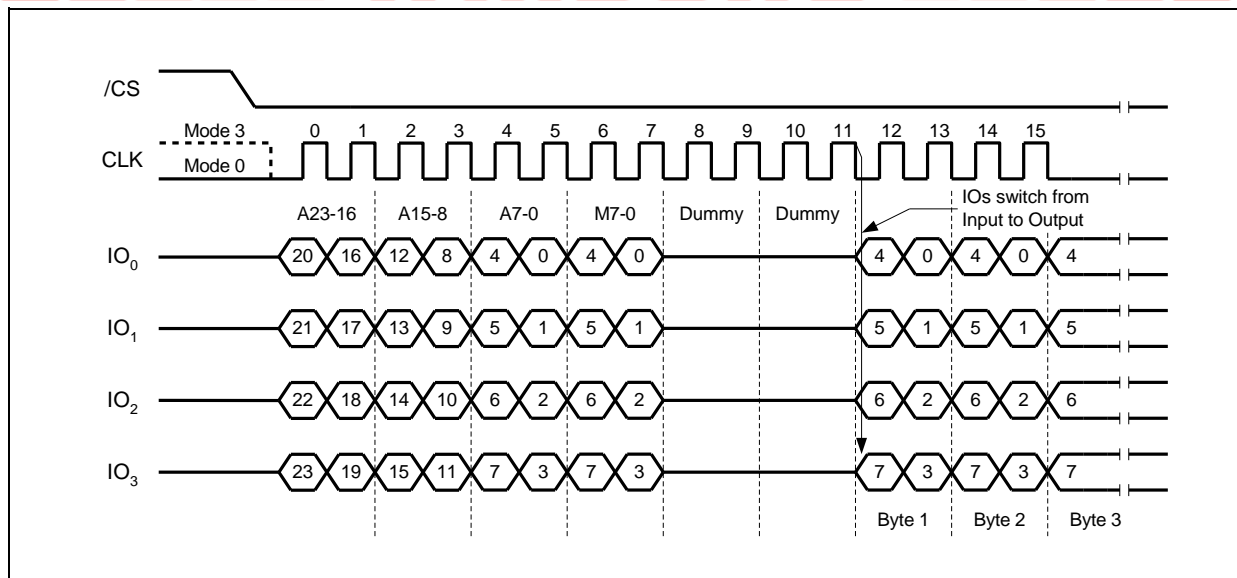 /CS
Mode 3
0 1 2 3 4 5 6 7 8 9 10 11 12 13 14 15
CLK
Mode 0
IOs switch from
Input to Output
A23-16 A15-8 A7-0 M7-0 Dummy Dummy
IO0 20 16 12 8 4 0 4 0 4 0 4 0 4
IO1 21 17 13 9 5 1 5 1 5 1 5 1 5
IO2 22 18 14 10 6 2 6 2 6 2 6 2 6
IO3 23 19 15 11 7 3 7 3 7 3 7 3 7
Byte 1 Byte 2 Byte 3